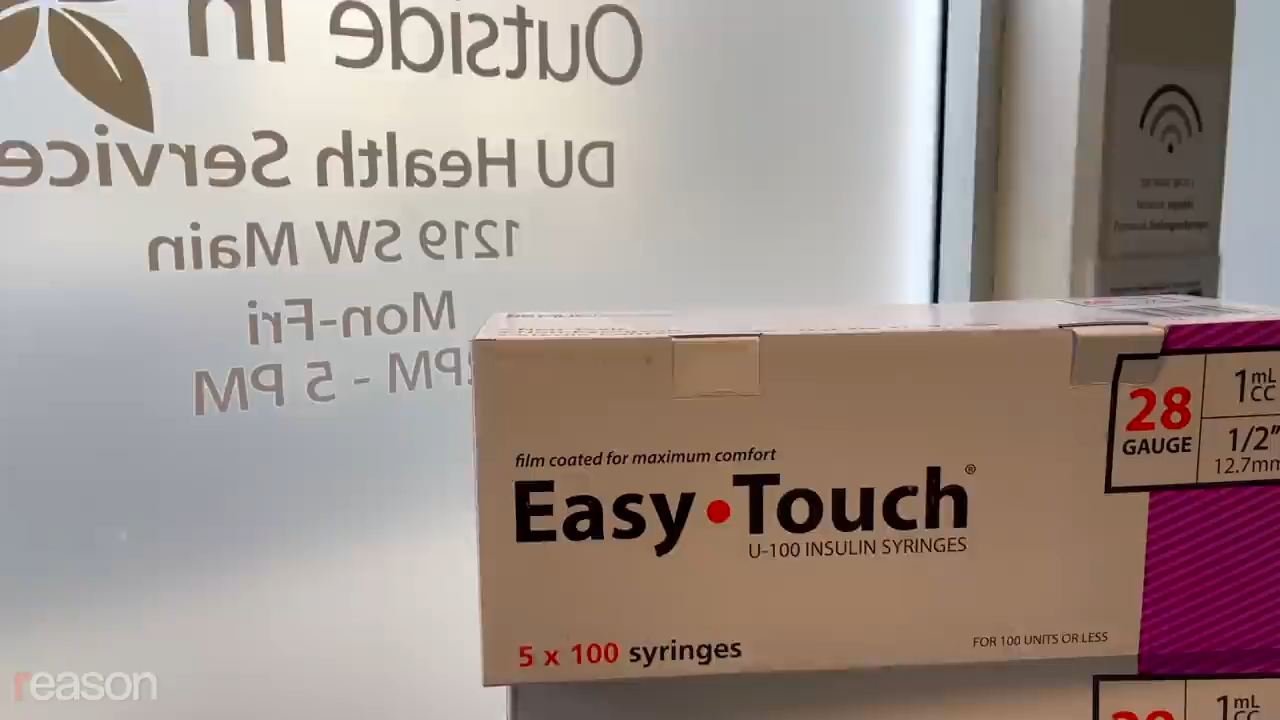 Outside In
DU Health Service
1219 SW Main
Mon-Fri
PM - 5 PM
film coated for maximum comfort
Easy•Touch®
U-100 INSULIN SYRINGES
5 x 100 syringes
FOR 100 UNITS OR LESS
28
GAUGE
1 mL
CC
1/2"
12.7mm
1 mL
CC
reason